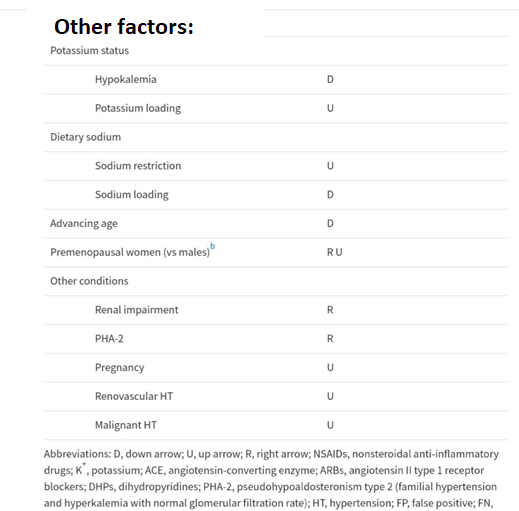 Other factors:
Potassium status
Hypokalemia D
Potassium loading U
Dietary sodium
Sodium restriction U
Sodium loading D
Advancing age D
Premenopausal women (vs males)b R U
Other conditions
Renal impairment R
PHA-2 R
Pregnancy U
Renovascular HT U
Malignant HT U
Abbreviations: D, down arrow; U, up arrow; R, right arrow; NSAIDs, nonsteroidal anti-inflammatory
drugs; K+, potassium; ACE, angiotensin-converting enzyme; ARBs, angiotensin II type 1 receptor
blockers; DHPs, dihydropyridines; PHA-2, pseudohypoaldosteronism type 2 (familial hypertension
and hyperkalemia with normal glomerular filtration rate); HT, hypertension; FP, false positive; FN,